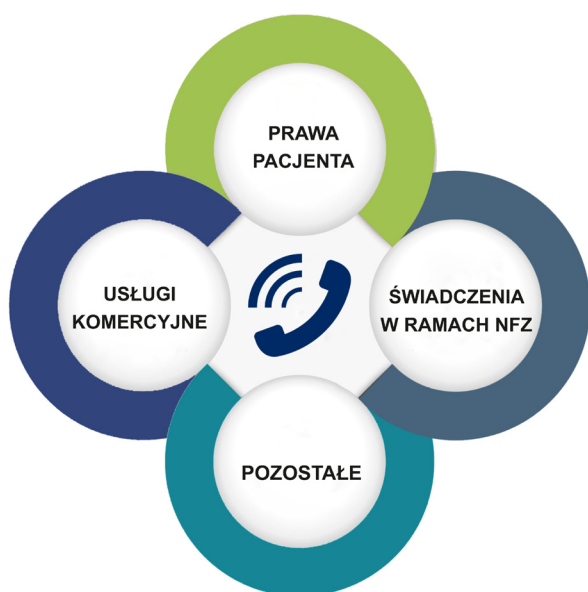 PRAWA
PACJENTA
USŁUGI
KOMERCYJNE
ŚWIADCZENIA
W RAMACH NFZ
POZOSTAŁE